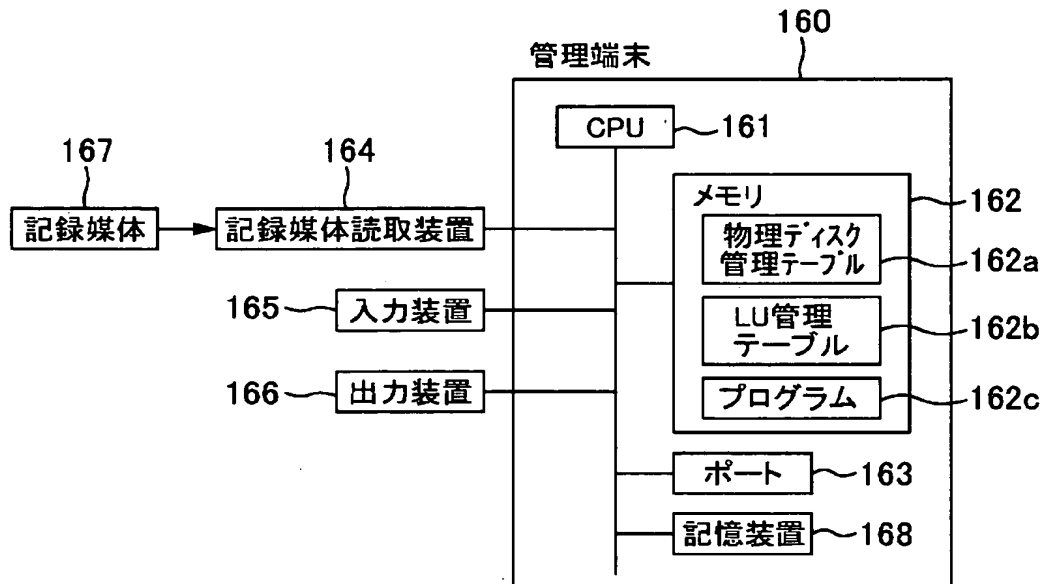 160
管理端末
CPU
161
167
164
メモリ
162
記録媒体
記録媒体読取装置
物理ディスク
管理テーブル
162a
165
入力装置
LU管理
テーブル
162b
166
出力装置
プログラム
162c
ポート
163
記憶装置
168